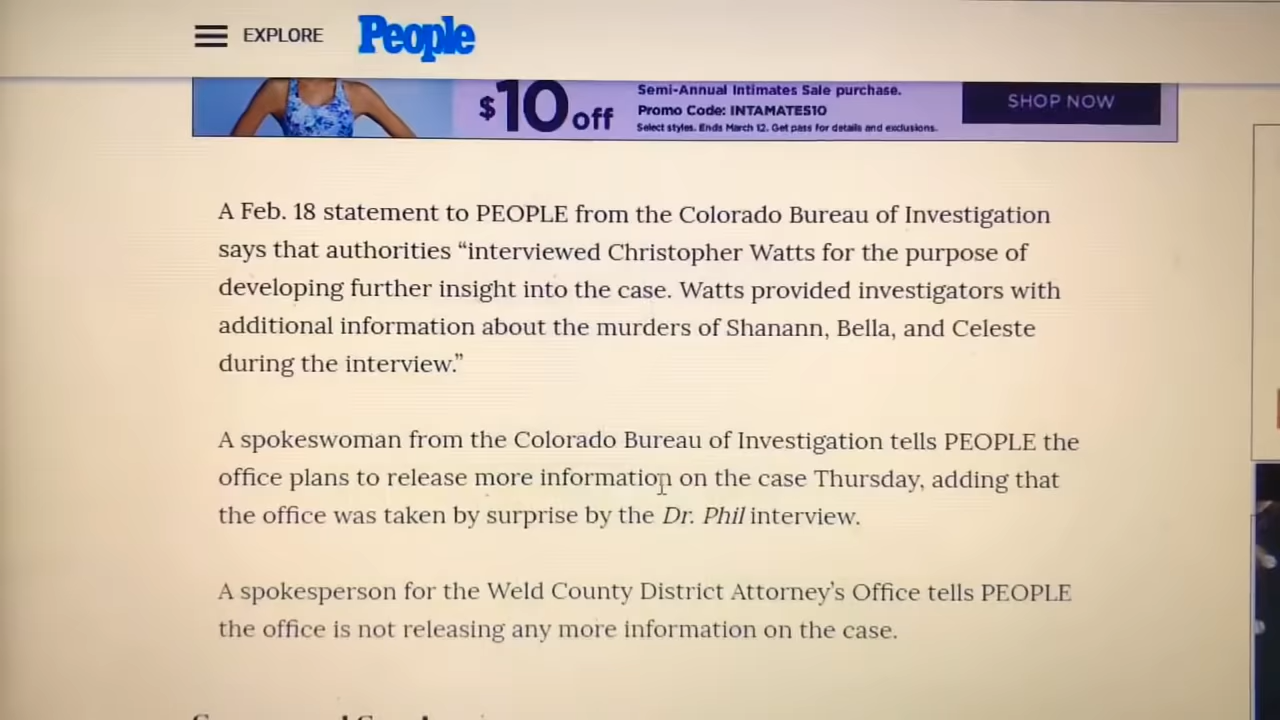 EXPLORE People
$10 off
Semi-Annual Intimates Sale purchase.
Promo Code: INTAMATES10
Select styles. Ends March 12. Get pass for details and exclusions.
SHOP NOW
A Feb. 18 statement to PEOPLE from the Colorado Bureau of Investigation
says that authorities “interviewed Christopher Watts for the purpose of
developing further insight into the case. Watts provided investigators with
additional information about the murders of Shanann, Bella, and Celeste
during the interview.”
A spokeswoman from the Colorado Bureau of Investigation tells PEOPLE the
office plans to release more information on the case Thursday, adding that
the office was taken by surprise by the Dr. Phil interview.
A spokesperson for the Weld County District Attorney’s Office tells PEOPLE
the office is not releasing any more information on the case.